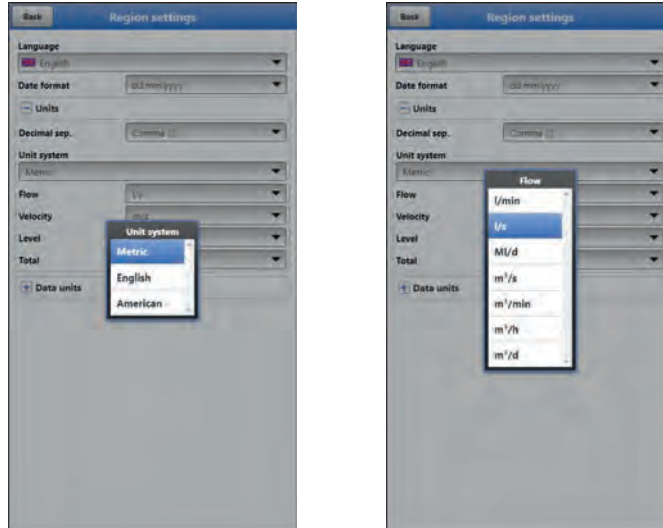 Back Region settings
Language
English
Date format dd.mm.yyyy
Units
Decimal sep. Comma
Unit system
Metric
Flow l/s
Velocity m/s
Level
Total
Data units
Unit system
Metric
English
American
Back Region settings
Language
English
Date format dd.mm.yyyy
Units
Decimal sep. Comma
Unit system
Metric
Flow
Velocity
Level
Total
Data units
Flow
l/min
l/s
Ml/d
m³/s
m³/min
m³/h
m³/d